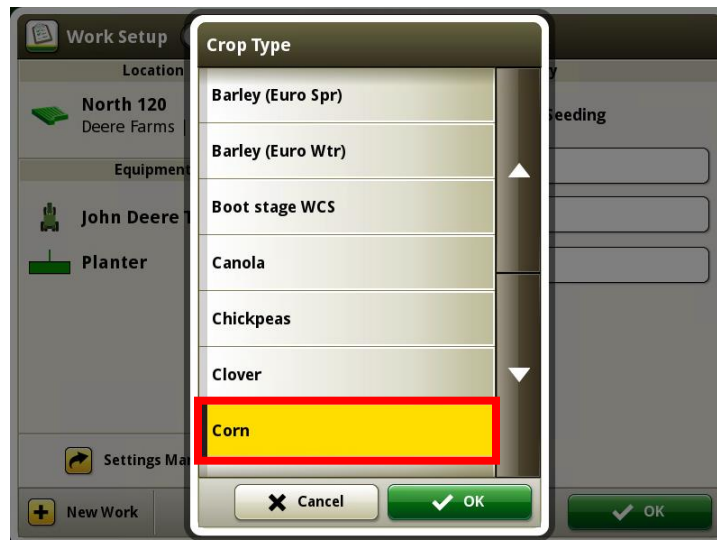 Work Setup
Location
North 120
Deere Farms |
Equipment
John Deere T
Planter
Settings Ma
New Work
Crop Type
Barley (Euro Spr)
Barley (Euro Wtr)
Boot stage WCS
Canola
Chickpeas
Clover
Corn
Cancel
OK
y
Seeding
OK